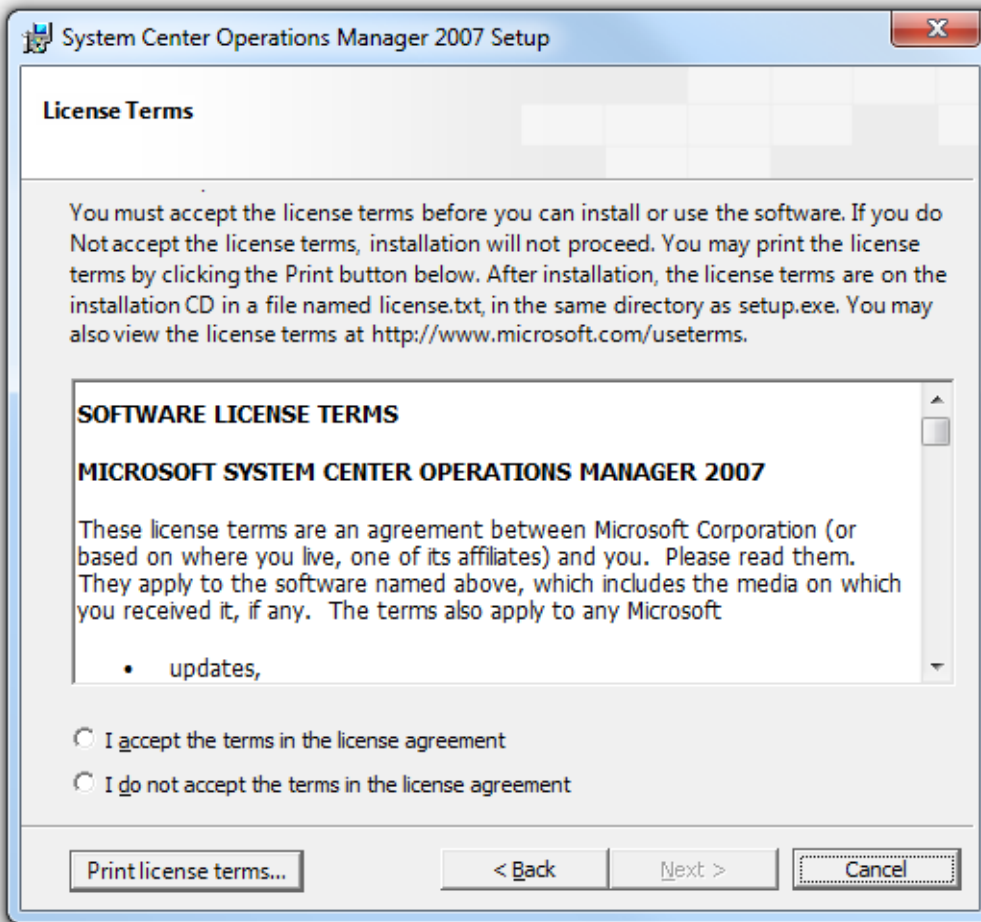 System Center Operations Manager 2007 Setup
License Terms
You must accept the license terms before you can install or use the software. If you do
Not accept the license terms, installation will not proceed. You may print the license
terms by clicking the Print button below. After installation, the license terms are on the
installation CD in a file named license.txt, in the same directory as setup.exe. You may
also view the license terms at http://www.microsoft.com/useterms.
SOFTWARE LICENSE TERMS
MICROSOFT SYSTEM CENTER OPERATIONS MANAGER 2007
These license terms are an agreement between Microsoft Corporation (or
based on where you live, one of its affiliates) and you.  Please read them.
They apply to the software named above, which includes the media on which
you received it, if any.  The terms also apply to any Microsoft
• updates,
I accept the terms in the license agreement
I do not accept the terms in the license agreement
Print license terms... < Back Next > Cancel